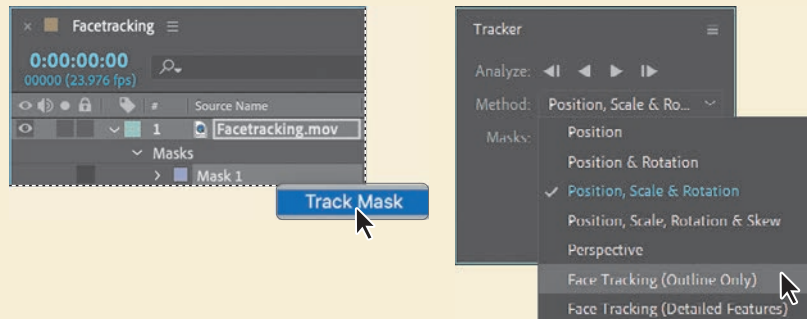 Facetracking
0:00:00:00
00000 (23.976 fps)
# Source Name
1 Facetracking.mov
Masks
Mask 1
Track Mask
Tracker
Analyze:
Method: Position, Scale & Ro...
Masks:
Position
Position & Rotation
Position, Scale & Rotation
Position, Scale, Rotation & Skew
Perspective
Face Tracking (Outline Only)
Face Tracking (Detailed Features)